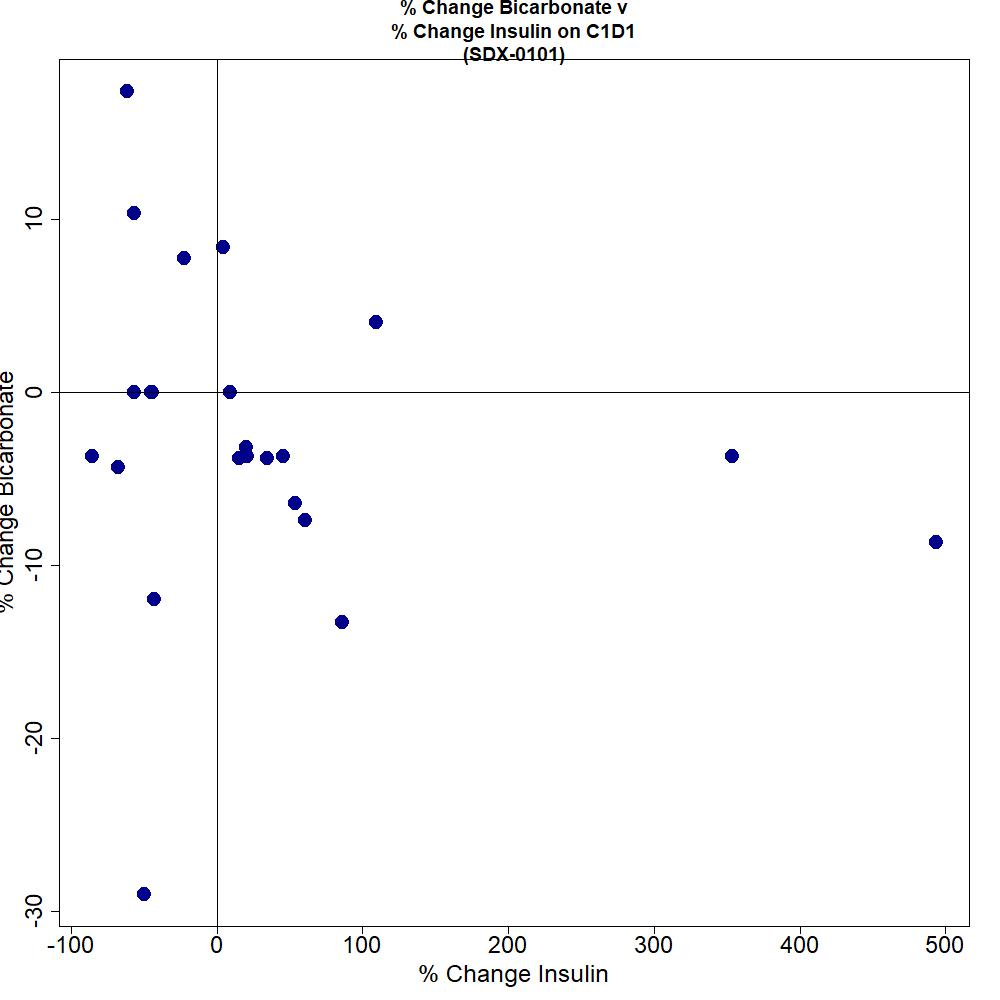 % Change Bicarbonate v
% Change Insulin on C1D1
(SDX-0101)
% Change Bicarbonate
10
0
-10
-20
-30
-100
0
100
200
300
400
500
% Change Insulin